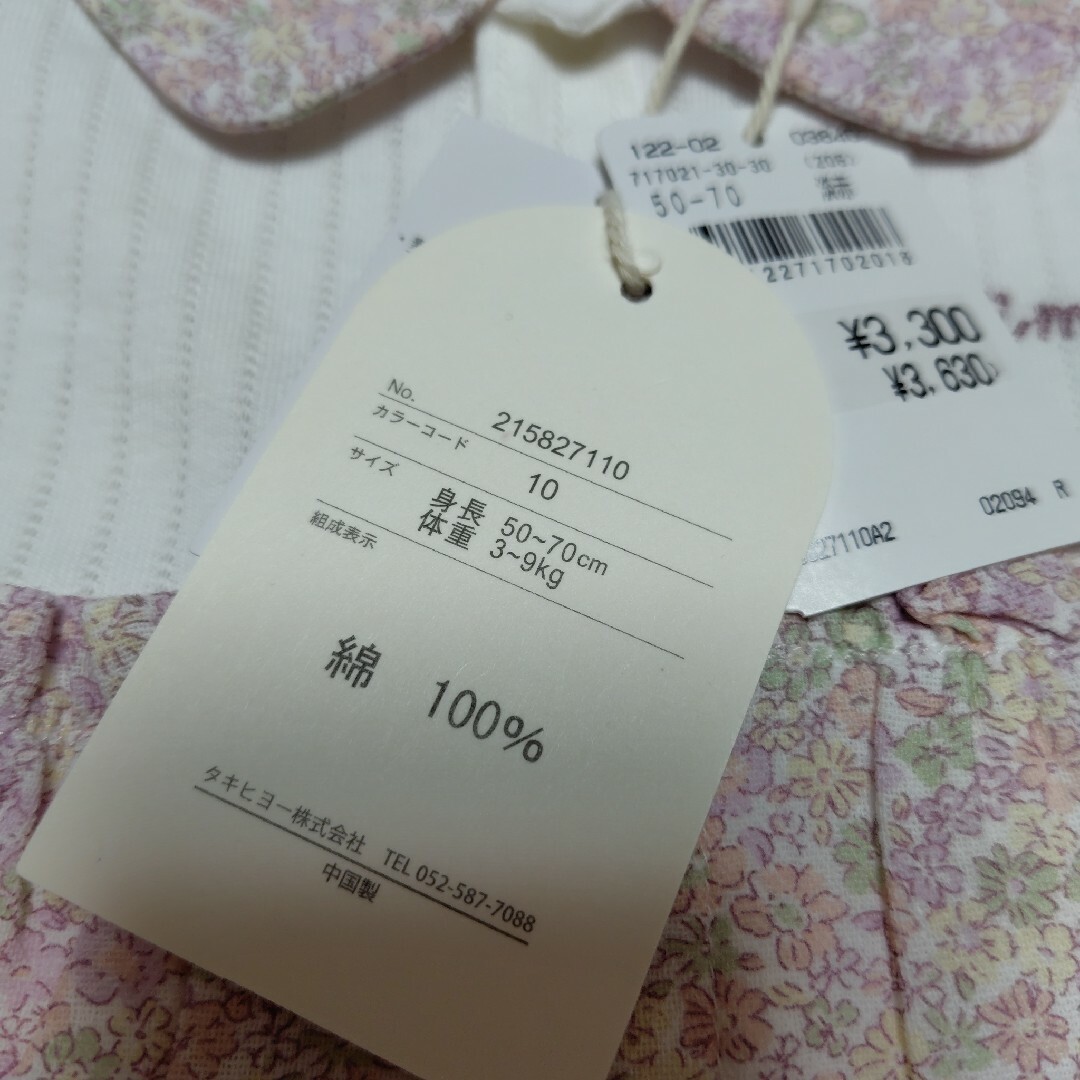 122-02
717021-30-30
50-70
¥3,300
¥3,630
02094 R
27110A2
No. 215827110
カラーコード 10
サイズ 身長 50~70cm
体重 3~9kg
組成表示
綿 100%
タキヒヨー株式会社 TEL 052-587-7088
中国製